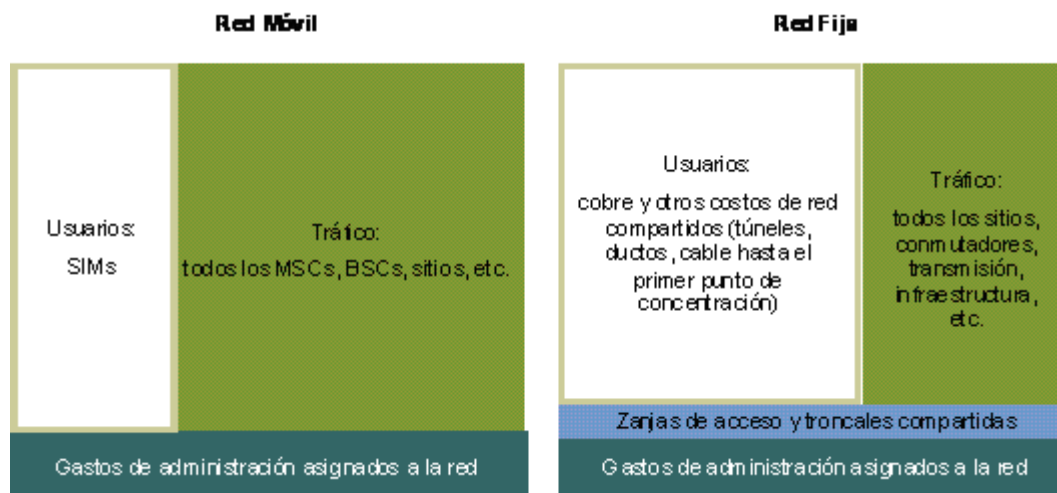 Red Móvil
Usuarios:
SIMs
Tráfico:
todos los MSCs, BSCs, sitios, etc.
Gastos de administración asignados a la red
Red Fija
Usuarios:
cobre y otros costos de red
compartidos (túneles,
ductos, cable hasta el
primer punto de
concentración)
Tráfico:
todos los sitios,
conmutadores,
transmisión,
infraestructura,
etc.
Zanjas de acceso y troncales compartidas
Gastos de administración asignados a la red